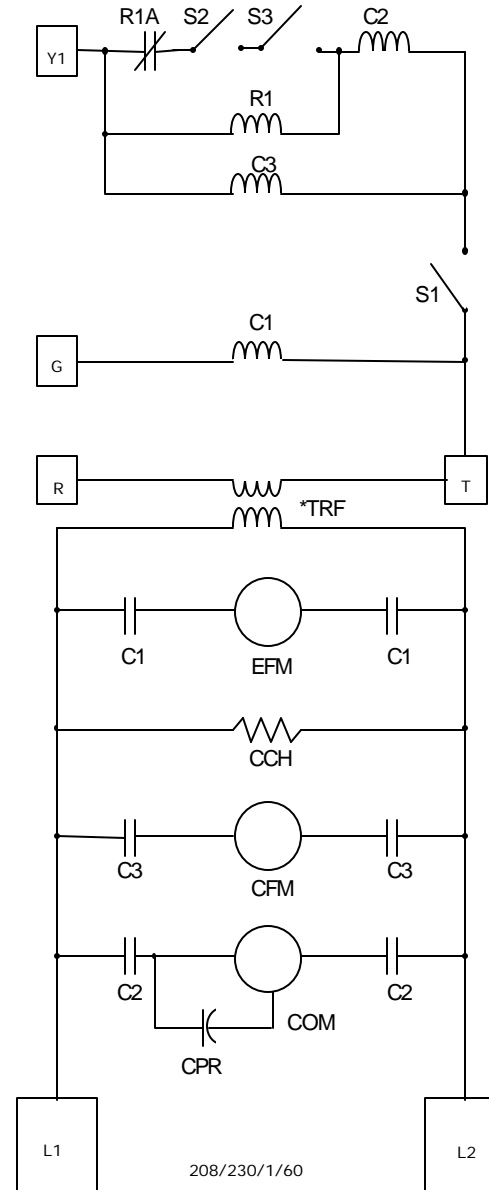 R1A S2 S3 C2
Y1
R1
C3
S1
C1
G
R T
*TRF
C1 C1
EFM
CCH
C3 C3
CFM
C2 C2
COM
CPR
L1 L2
208/230/1/60